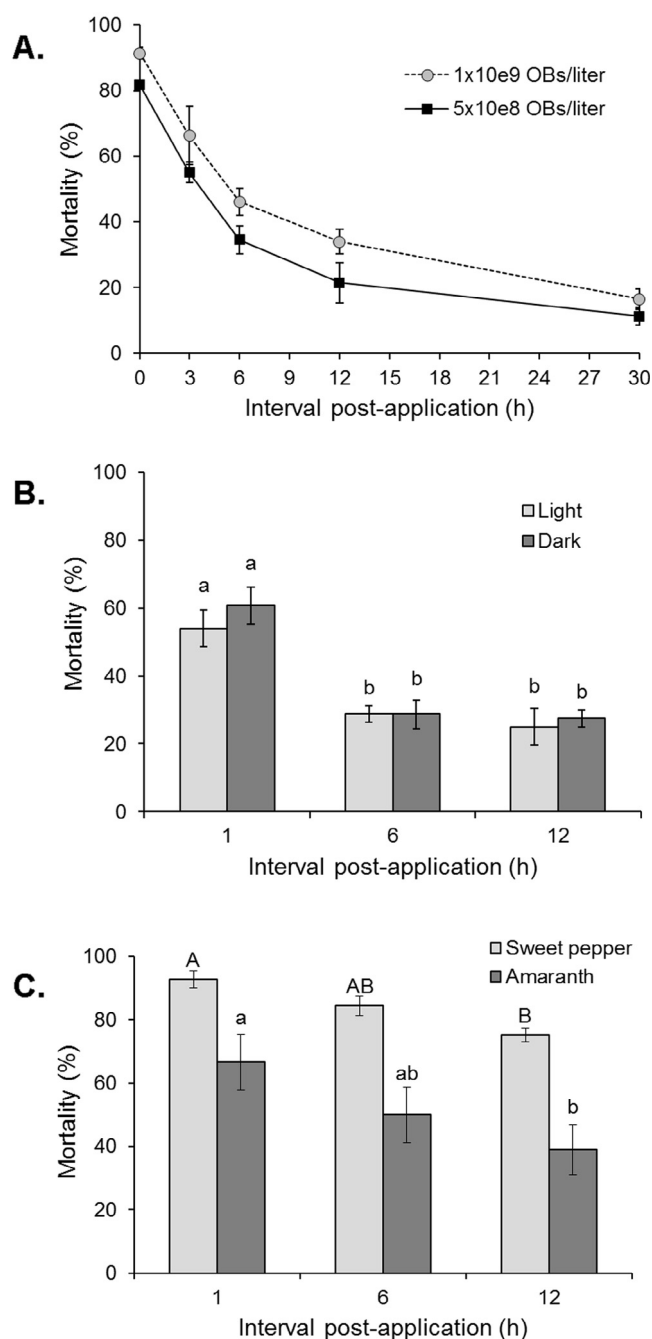 A.
100
80
60
40
20
0
Mortality (%)
1x10e9 OBs/liter
5x10e8 OBs/liter
0 3 6 9 12 15 18 21 24 27 30
Interval post-application (h)
B.
100
80
60
40
20
0
Mortality (%)
Light
Dark
a a b b b b
1 6 12
Interval post-application (h)
C.
100
80
60
40
20
0
Mortality (%)
Sweet pepper
Amaranth
A a AB ab B b
1 6 12
Interval post-application (h)